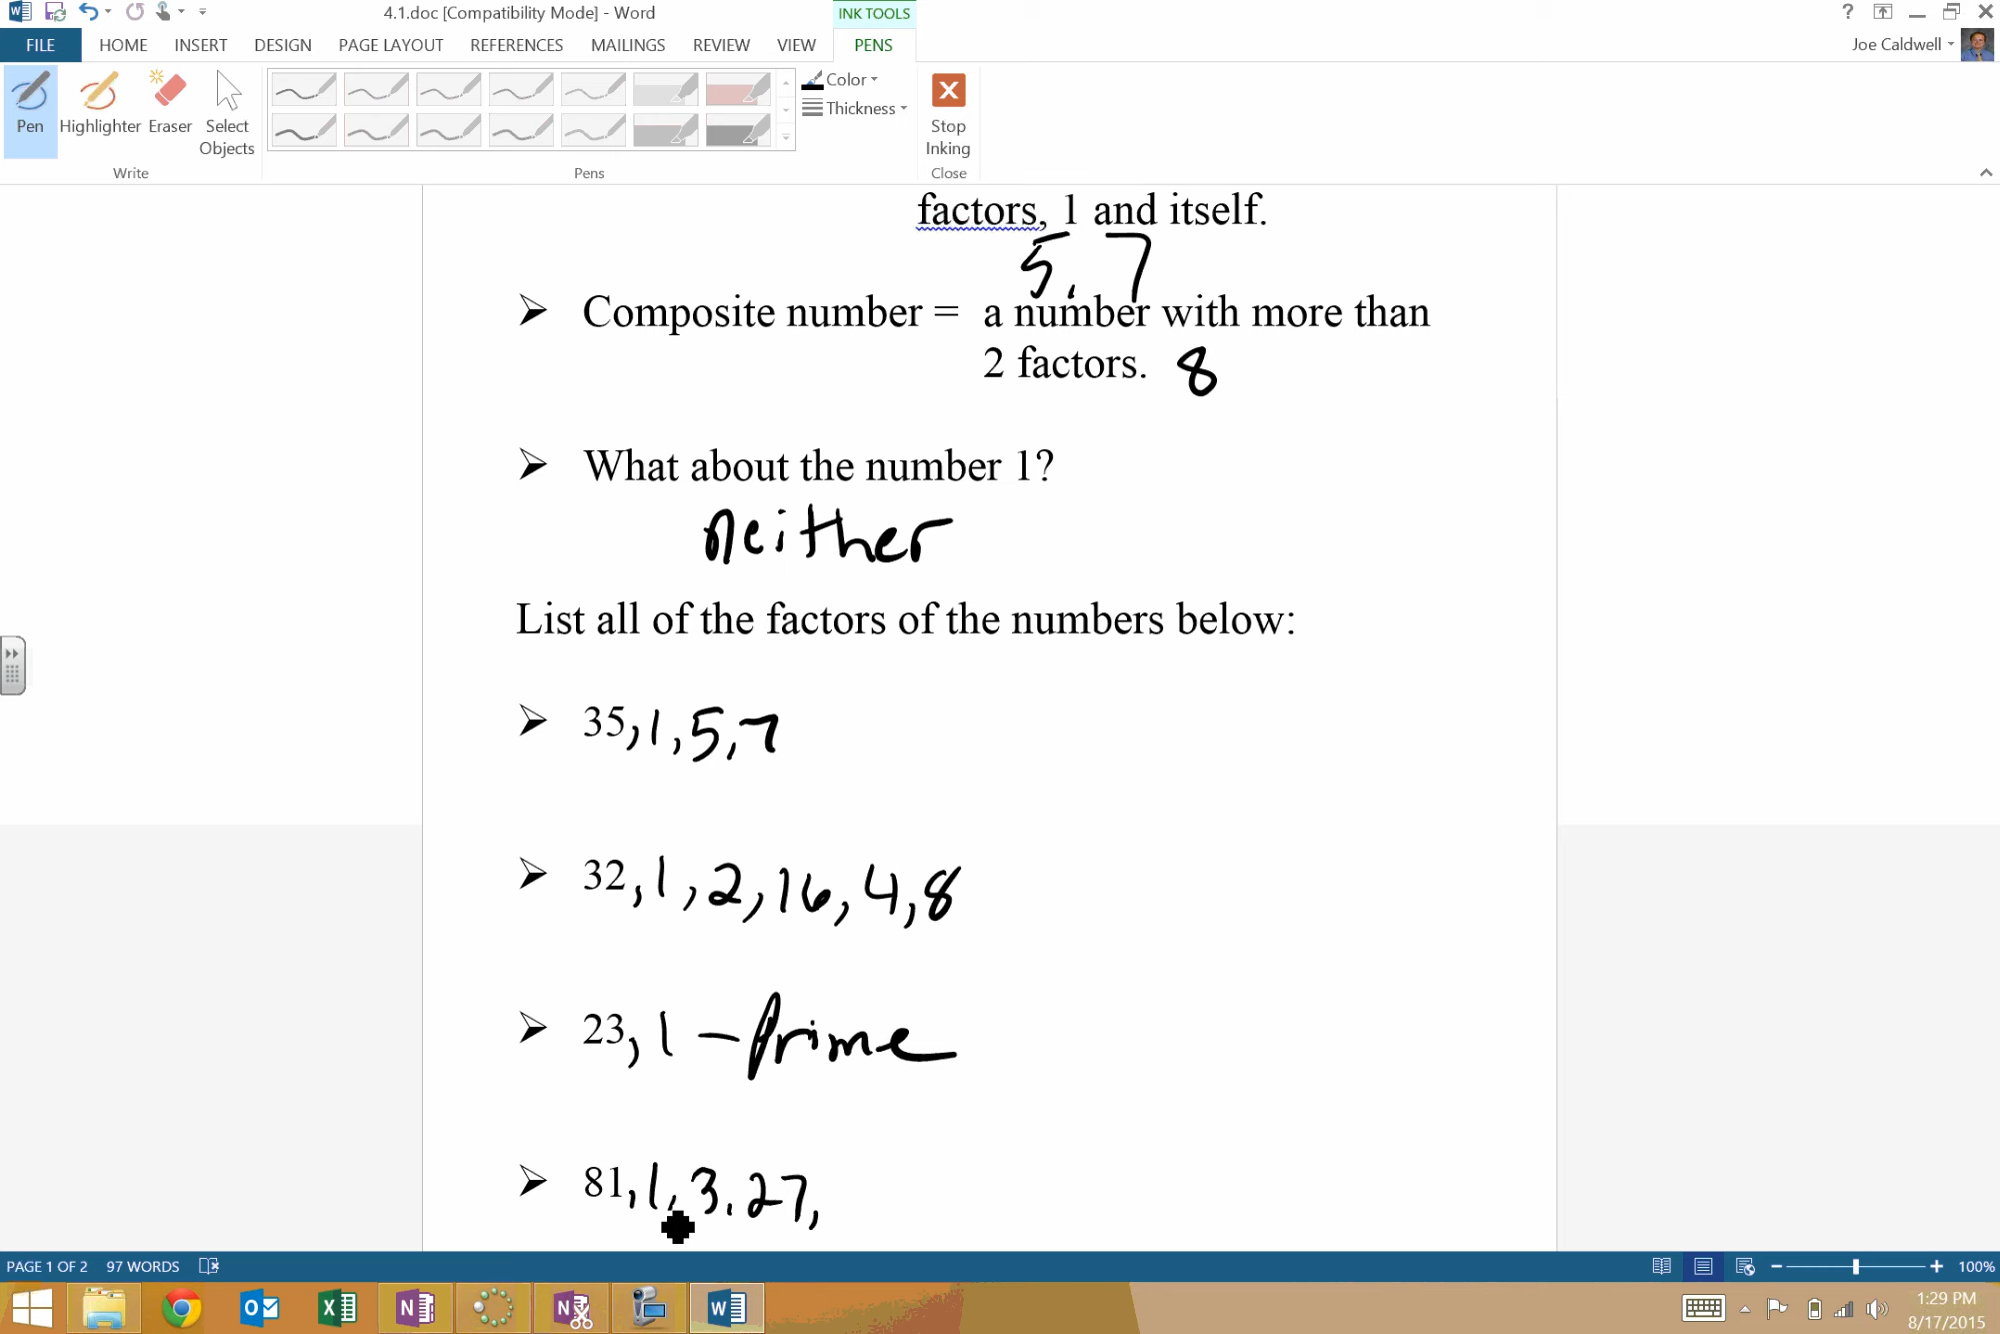 4.1.doc [Compatibility Mode] - Word
INK TOOLS
?
FILE HOME INSERT DESIGN PAGE LAYOUT REFERENCES MAILINGS REVIEW VIEW PENS
Joe Caldwell
Pen Highlighter Eraser Select Objects
Color
Thickness
Stop Inking
Write Pens Close
factors, 1 and itself.
5, 7
Composite number = a number with more than
2 factors. 8
What about the number 1?
neither
List all of the factors of the numbers below:
35, 1, 5, 7
32, 1, 2, 16, 4, 8
23, 1 - prime
81, 1, 3, 27,
PAGE 1 OF 2 97 WORDS
100%
1:29 PM
8/17/2015